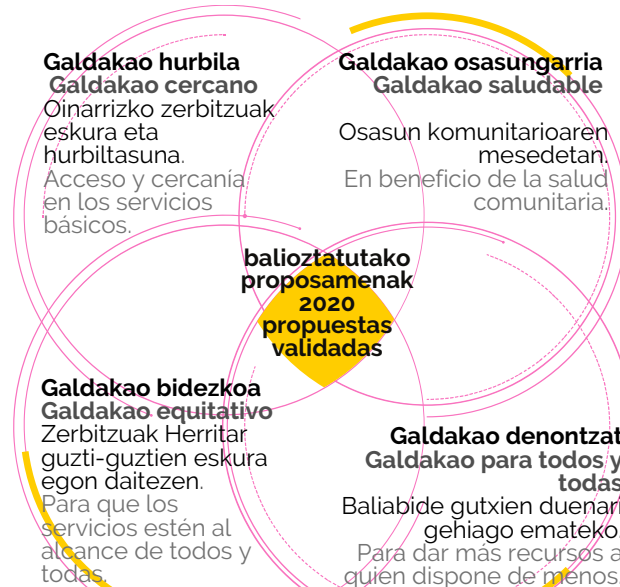 Galdakao hurbila
Galdakao cercano
Oinarrizko zerbitzuak
eskura eta
hurbiltasuna.
Acceso y cercanía
en los servicios
básicos.
Galdakao osasungarria
Galdakao saludable
Osasun komunitarioaren
mesedetan.
En beneficio de la salud
comunitaria.
balioztatutako
proposamenak
2020
propuestas
validadas
Galdakao bidezkoa
Galdakao equitativo
Zerbitzuak Herritar
guzti-guztien eskura
egon daitezen.
Para que los
servicios estén al
alcance de todos y
todas.
Galdakao denontzat
Galdakao para todos y
todas
Baliabide gutxien duenari
gehiago emateko.
Para dar más recursos a
quien dispone de menos